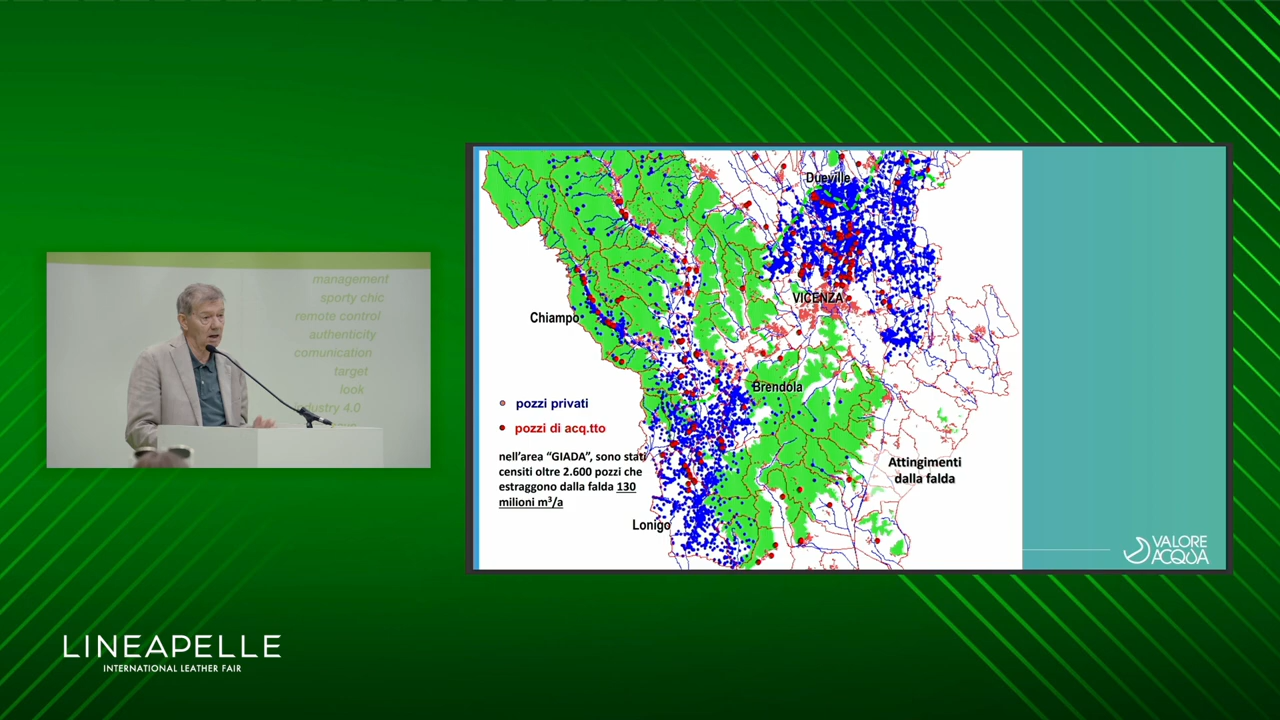 management
sporty chic
remote control
authenticity
comunication
target
look
industry 4.0
Dueville
VICENZA
Chiampo
Brendola
pozzi privati
pozzi di acq.tto
nell'area “GIADA”, sono stati
censiti oltre 2.600 pozzi che
estraggono dalla falda 130
milioni m³/a
Attingimenti
dalla falda
Lonigo
VALORE
ACQUA
LINEAPELLE
INTERNATIONAL LEATHER FAIR